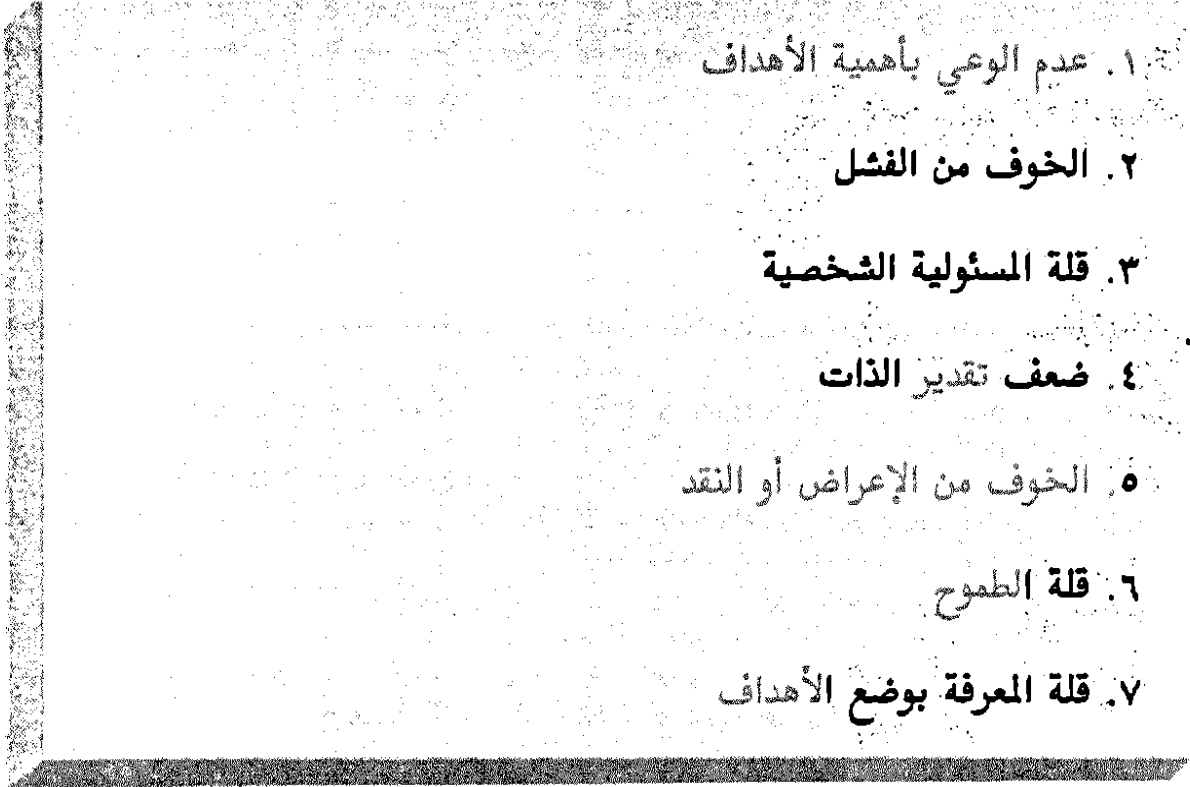 ١. عدم الوعي بأهمية الأهداف
٢. الخوف من الفشل
٣. قلة المسئولية الشخصية
٤. ضعف تقدير الذات
٥. الخوف من الإعراض أو النقد
٦. قلة الطموح
٧. قلة المعرفة بوضع الأهداف